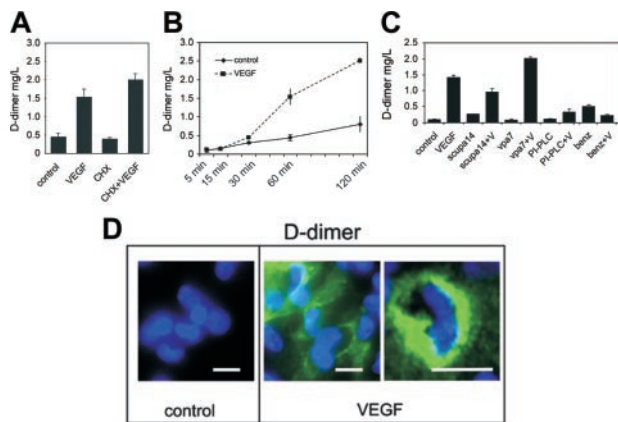 A
D-dimer mg/L
3.0
2.5
2.0
1.5
1.0
0.5
0.0
control
VEGF
CHX
CHX+VEGF
B
D-dimer mg/L
3.0
2.5
2.0
1.5
1.0
0.5
0.0
control
VEGF
5 min
15 min
30 min
60 min
120 min
C
D-dimer mg/L
2.5
2.0
1.5
1.0
0.5
0.0
control
VEGF
scupa14
scupa14+V
vpa7
vpa7+V
PI-PLC
PI-PLC+V
benz
benz+V
D
D-dimer
control
VEGF